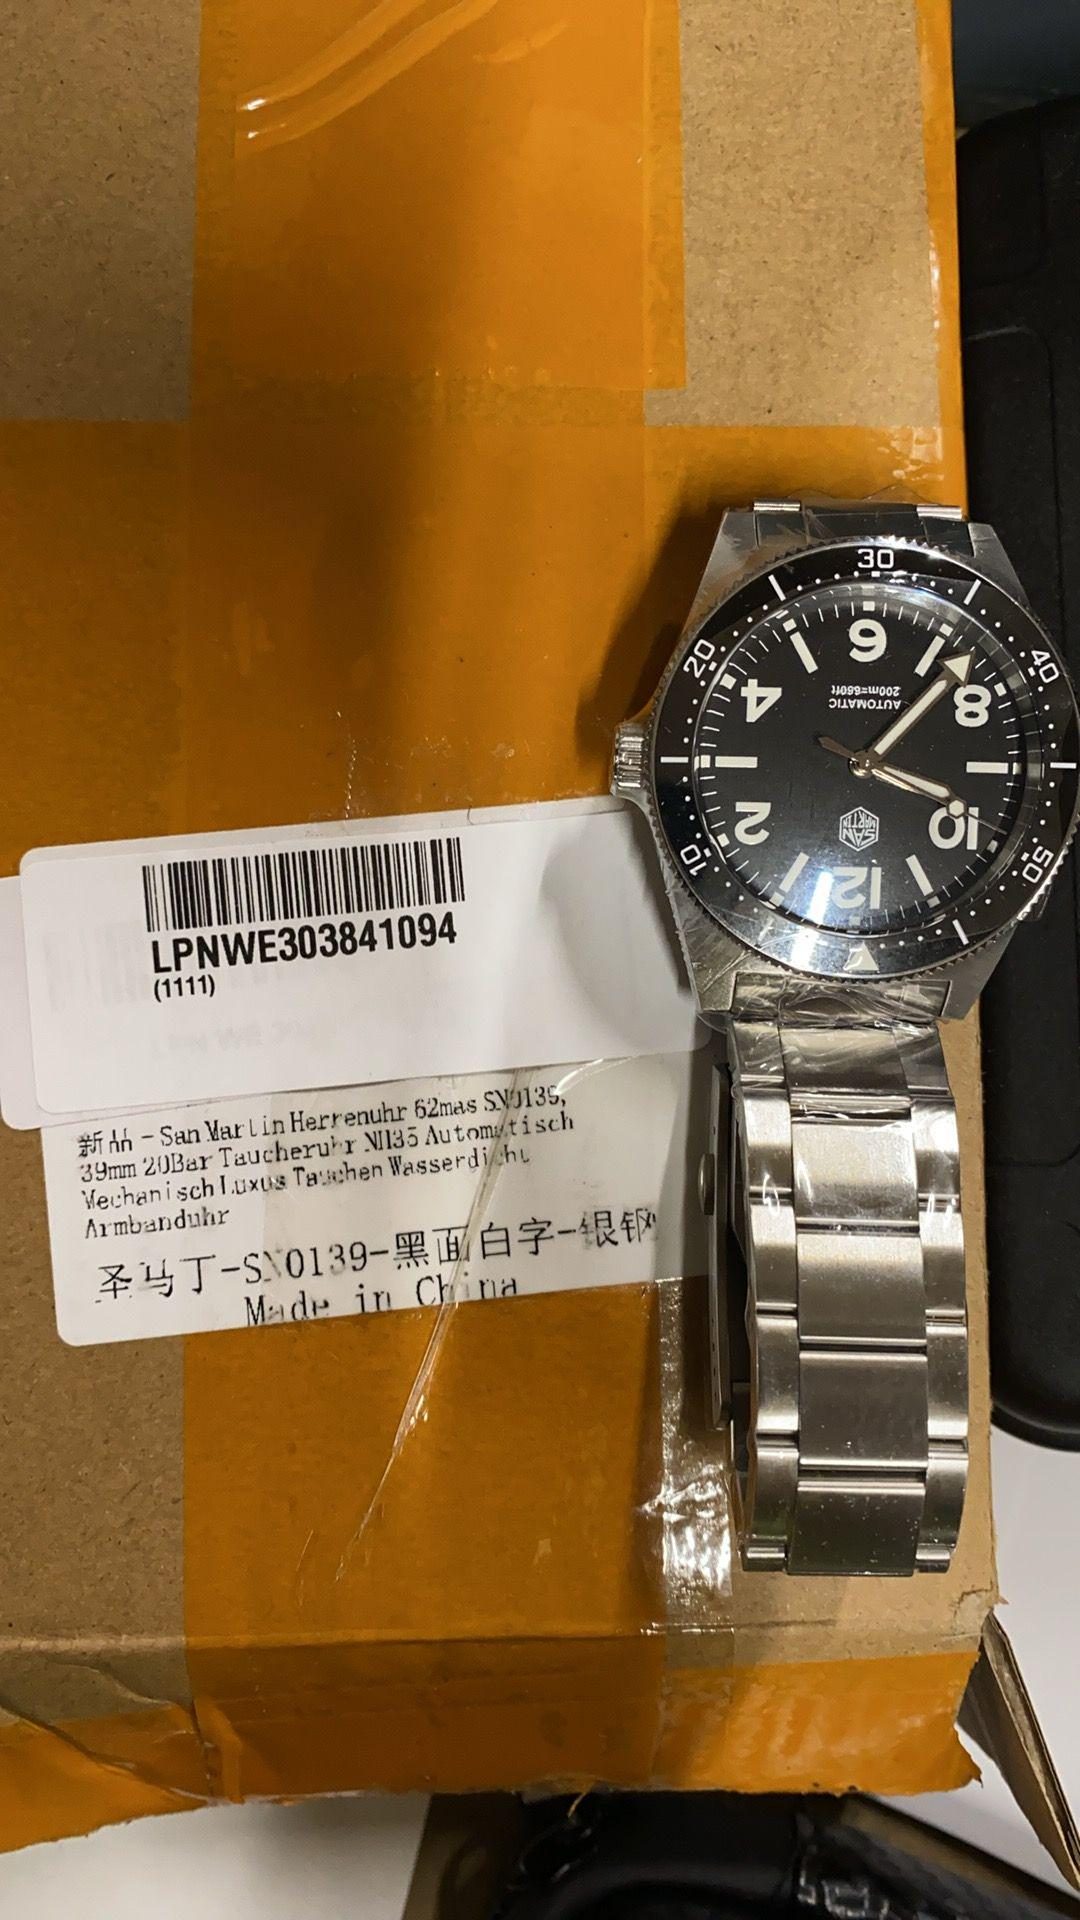 30
20
40
6
4
8
200m=660ft
AUTOMATIC
2
10
SAN
MARTIN
12
10
50
LPNWE303841094
(1111)
新品 - San Martin Herrenuhr 62mas SN0139,
39mm 20Bar Taucheruhr NH35 Automatisch
Mechanisch Luxus Tauchen Wasserdicht
Armbanduhr
圣马丁-SN0139-黑面白字-银钢
Made in China